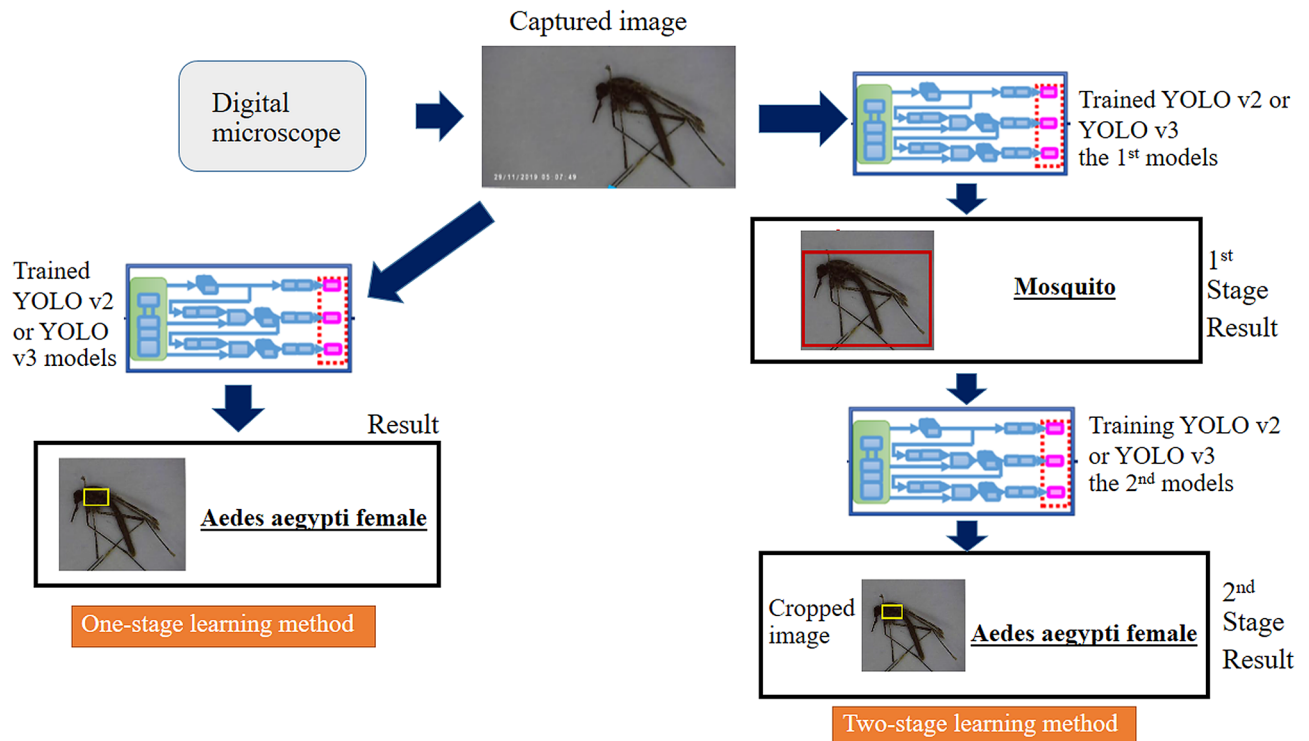 Captured image
Digital
microscope
29/11/2019 05:07:49
Trained YOLO v2 or
YOLO v3
the 1st models
Trained
YOLO v2
or YOLO
v3 models
Mosquito
1st
Stage
Result
Result
Aedes aegypti female
One-stage learning method
Training YOLO v2
or YOLO v3
the 2nd models
Cropped
image
Aedes aegypti female
2nd
Stage
Result
Two-stage learning method